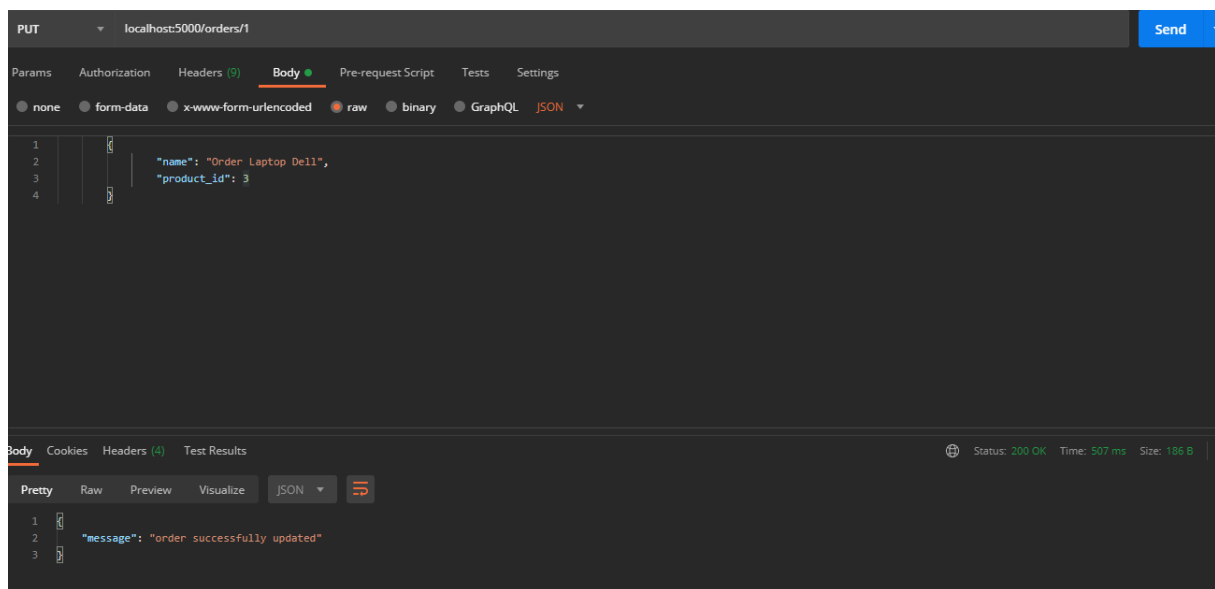 PUT localhost:5000/orders/1 Send
Params Authorization Headers (9) Body Pre-request Script Tests Settings
none form-data x-www-form-urlencoded raw binary GraphQL JSON
1 {
2 "name": "Order Laptop Dell",
3 "product_id": 3
4 }
Body Cookies Headers (4) Test Results Status: 200 OK Time: 507 ms Size: 186 B
Pretty Raw Preview Visualize JSON
1 {
2 "message": "order successfully updated"
3 }